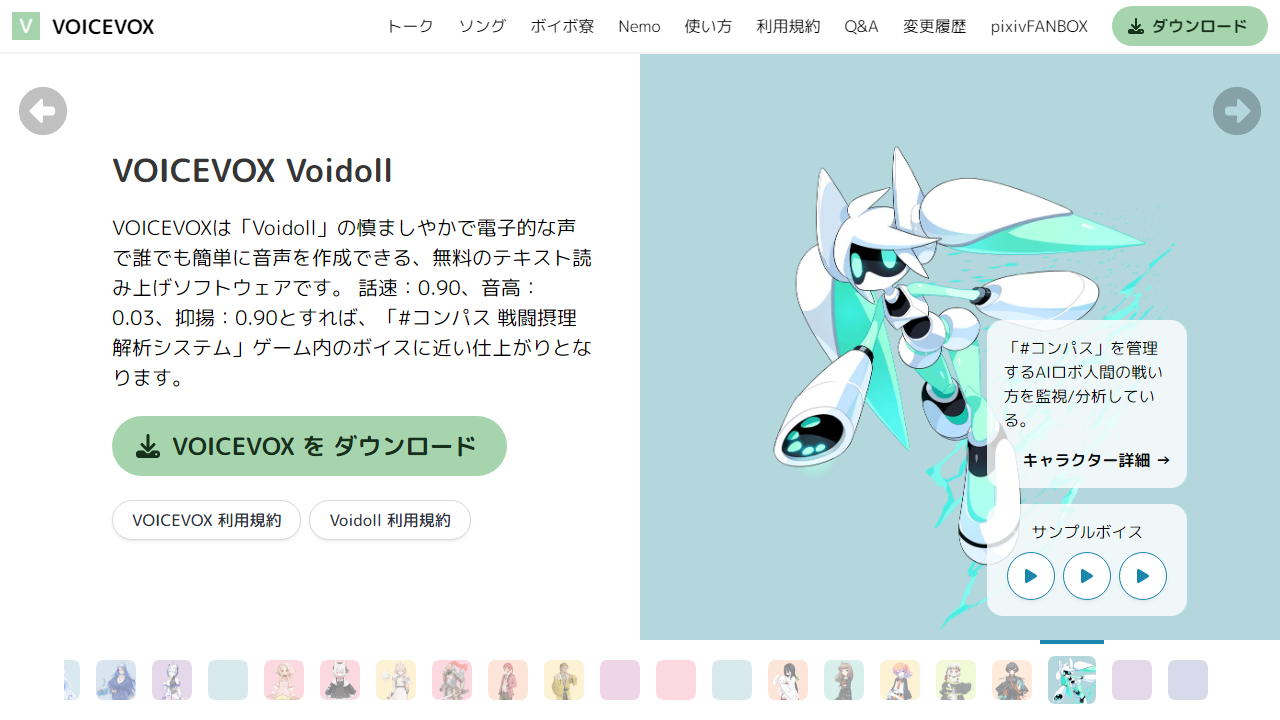 V VOICEVOX トーク ソング ボイボ寮 Nemo 使い方 利用規約 Q&A 変更履歴 pixivFANBOX ダウンロード
VOICEVOX Voidoll
VOICEVOXは「Voidoll」の慎ましやかで電子的な声
で誰でも簡単に音声を作成できる、無料のテキスト読
み上げソフトウェアです。 話速：0.90、音高：
0.03、抑揚：0.90とすれば、「#コンパス 戦闘摂理
解析システム」ゲーム内のボイスに近い仕上がりとな
ります。
VOICEVOX を ダウンロード
VOICEVOX 利用規約 Voidoll 利用規約
「#コンパス」を管理
するAIロボ人間の戦い
方を監視/分析してい
る。
キャラクター詳細 →
サンプルボイス